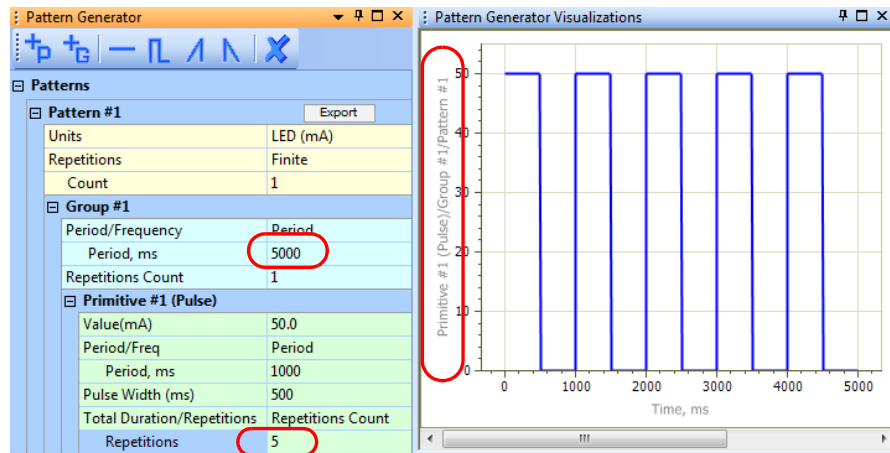 Pattern Generator
+P +G
Patterns
Pattern #1 Export
Units LED (mA)
Repetitions Finite
Count 1
Group #1
Period/Frequency Period
Period, ms 5000
Repetitions Count 1
Primitive #1 (Pulse)
Value(mA) 50.0
Period/Freq Period
Period, ms 1000
Pulse Width (ms) 500
Total Duration/Repetitions Repetitions Count
Repetitions 5
Pattern Generator Visualizations
Primitive #1 (Pulse)/Group #1/Pattern #1
50
40
30
20
10
0
0 1000 2000 3000 4000 5000
Time, ms